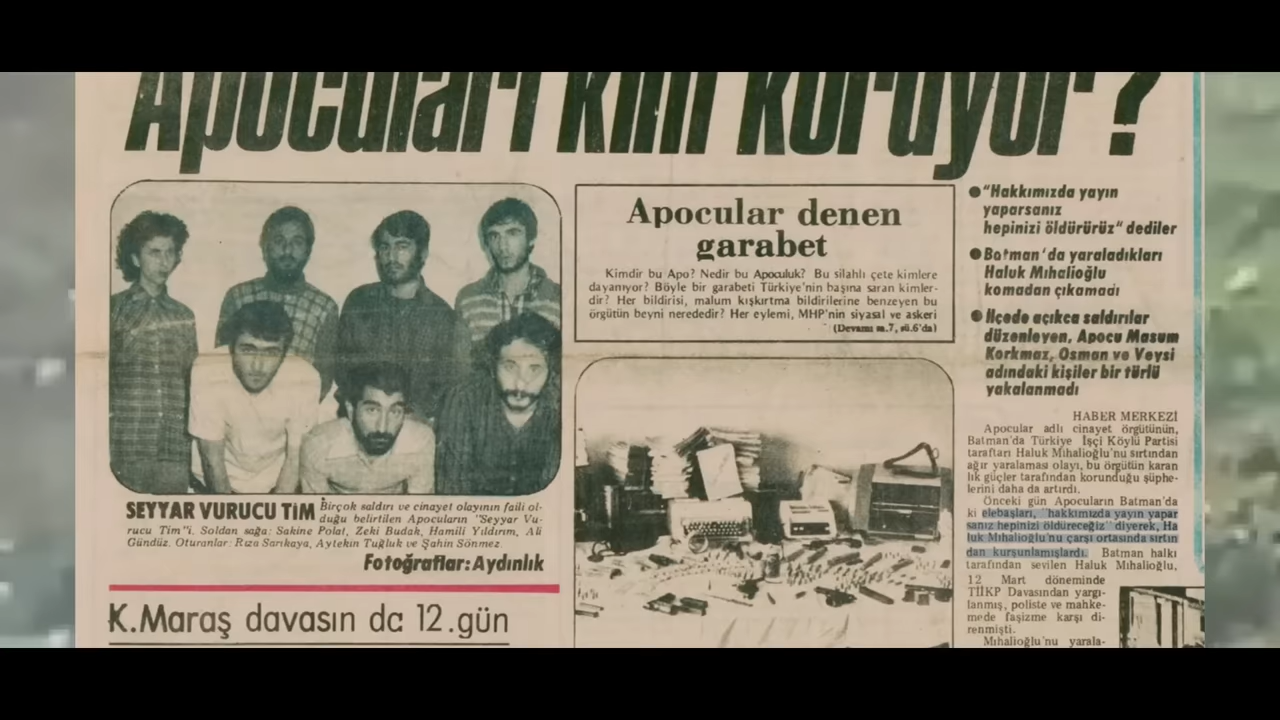 Apocuları kim koruyor?
SEYYAR VURUCU TİM Birçok saldırı ve cinayet olayının faili ol-
duğu belirtilen Apocuların "Seyyar Vu-
rucu Tim"i. Soldan sağa: Sakine Polat, Zeki Budak, Hamili Yıldırım, Ali
Gündüz. Oturanlar: Rıza Sarıkaya, Aytekin Tuğluk ve Şahin Sönmez.
Fotoğraflar: Aydınlık
K.Maraş davasın da 12.gün
Apocular denen
garabet
Kimdir bu Apo? Nedir bu Apoculuk? Bu silahlı çete kimlere
dayanıyor? Böyle bir garabeti Türkiye'nin başına saran kimler-
dir? Her bildirisi, malum kışkırtma bildirilerine benzeyen bu
örgütün beyni nerededir? Her eylemi, MHP'nin siyasal ve askeri
(Devamı sa.7, sü.6'da)
● "Hakkımızda yayın
yaparsanız
hepinizi öldürürüz" dediler
● Batman'da yaraladıkları
Haluk Mıhalioğlu
komadan çıkamadı
● İlçede açıkca saldırılar
düzenleyen, Apocu Masum
Korkmaz, Osman ve Veysi
adındaki kişiler bir türlü
yakalanmadı
HABER MERKEZİ
Apocular adlı cinayet örgütünün,
Batman'da Türkiye İşçi Köylü Partisi
taraftarı Haluk Mıhalioğlu'nu sırtından
ağır yaralaması olayı, bu örgütün karan
lık güçler tarafından korunduğu şüphe-
lerini daha da artırdı.
Önceki gün Apocuların Batman'da
ki elebaşları, "hakkımızda yayın yapar
sanız hepinizi öldüreceğiz" diyerek, Ha
luk Mıhalioğlu'nu çarşı ortasında sırtın
dan kurşunlamışlardı. Batman halkı
tarafından sevilen Haluk Mıhalioğlu,
12 Mart döneminde
TİİKP Davasından yargı-
lanmış, poliste ve mahke-
mede faşizme karşı di-
renmişti.
Mıhalioğlu'nu yarala-